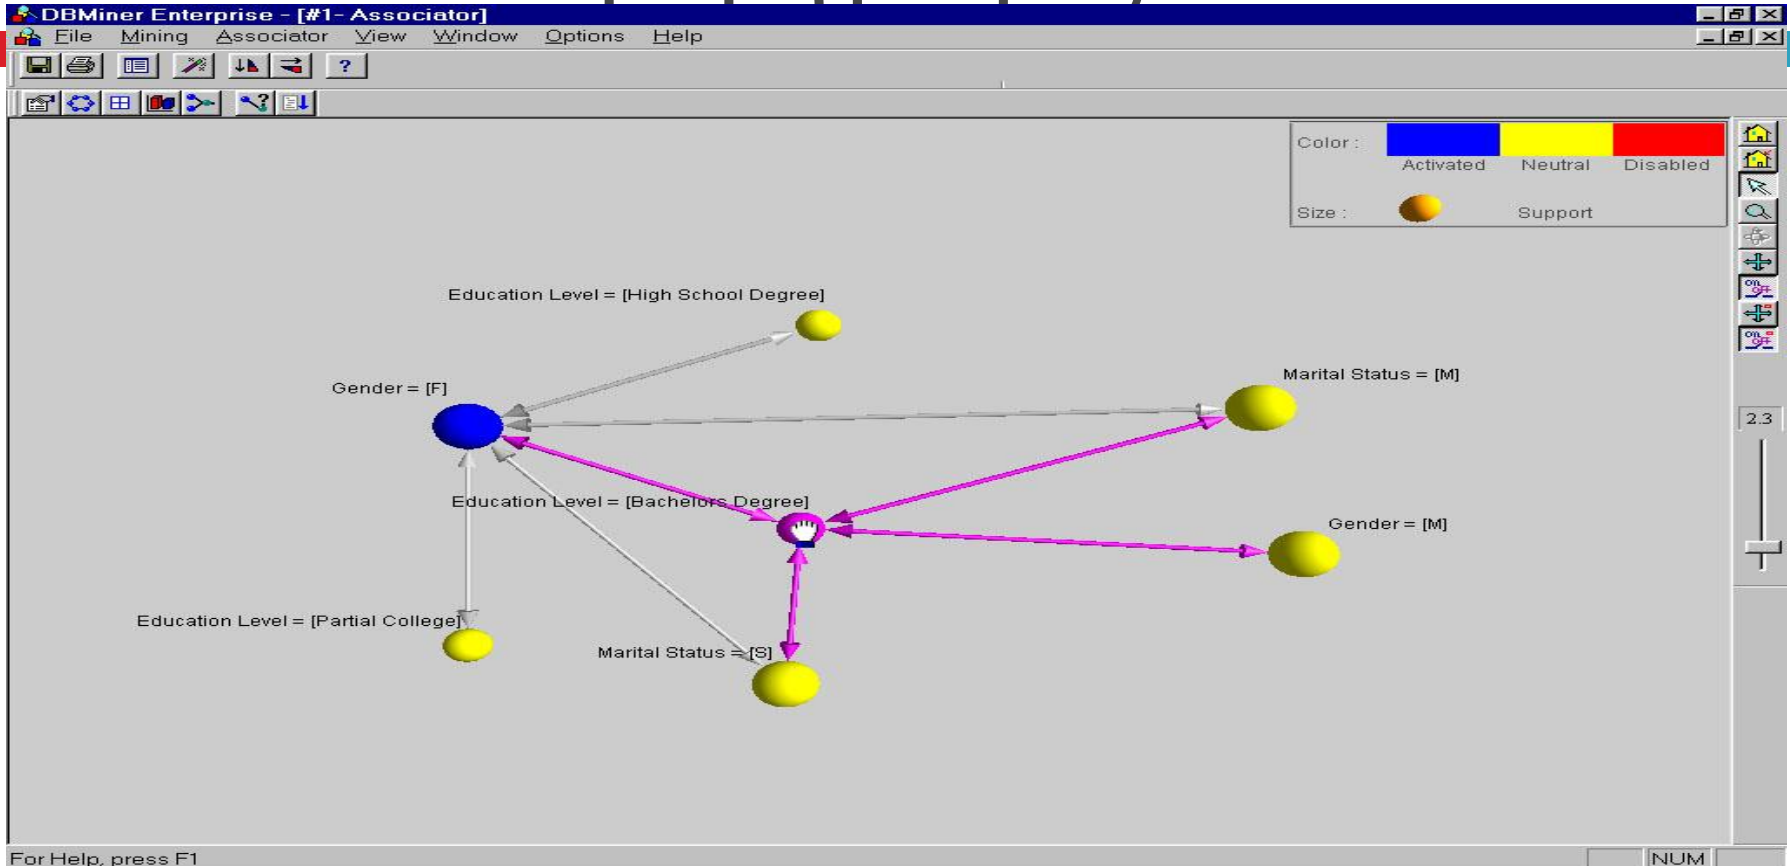 DBMiner Enterprise - [#1- Associator]
File Mining Associator View Window Options Help
Color :
Activated Neutral Disabled
Size : Support
Education Level = [High School Degree]
Gender = [F]
Marital Status = [M]
2.3
Education Level = [Bachelors Degree]
Gender = [M]
Education Level = [Partial College]
Marital Status = [S]
For Help, press F1
NUM